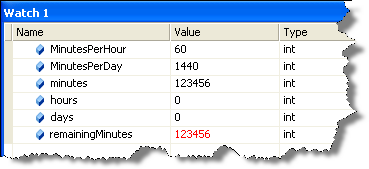 Watch 1
Name Value Type
MinutesPerHour 60 int
MinutesPerDay 1440 int
minutes 123456 int
hours 0 int
days 0 int
remainingMinutes 123456 int